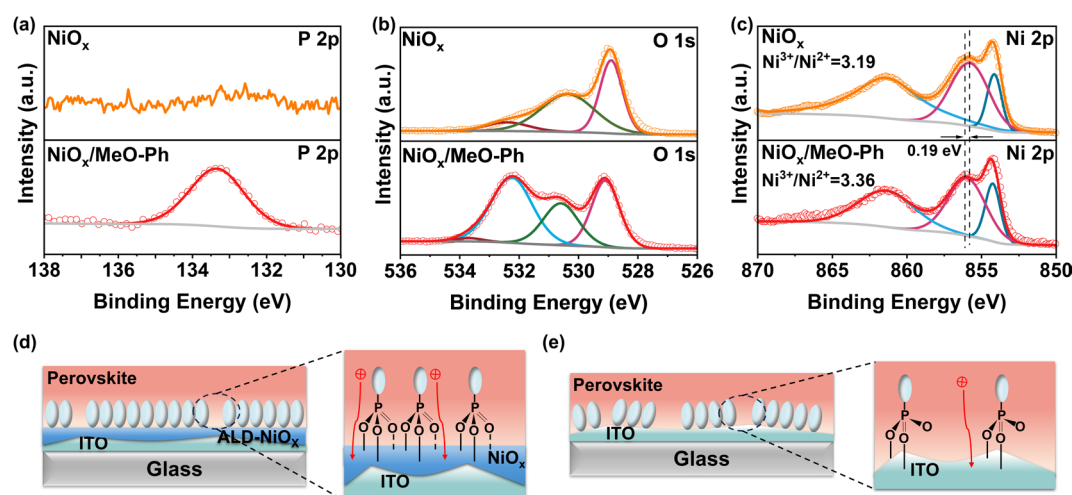 (a)
NiOₓ
P 2p
NiOₓ/MeO-Ph
P 2p
Intensity (a.u.)
138 136 134 132 130
Binding Energy (eV)
(b)
NiOₓ
O 1s
NiOₓ/MeO-Ph
O 1s
Intensity (a.u.)
536 534 532 530 528 526
Binding Energy (eV)
(c)
NiOₓ
Ni 2p
Ni³⁺/Ni²⁺=3.19
0.19 eV
NiOₓ/MeO-Ph
Ni 2p
Ni³⁺/Ni²⁺=3.36
Intensity (a.u.)
870 865 860 855 850
Binding Energy (eV)
(d)
Perovskite
ITO
ALD-NiOₓ
Glass
P P P
O O O O O O
NiOₓ
ITO
(e)
Perovskite
ITO
Glass
P P
O O O O
O O
ITO